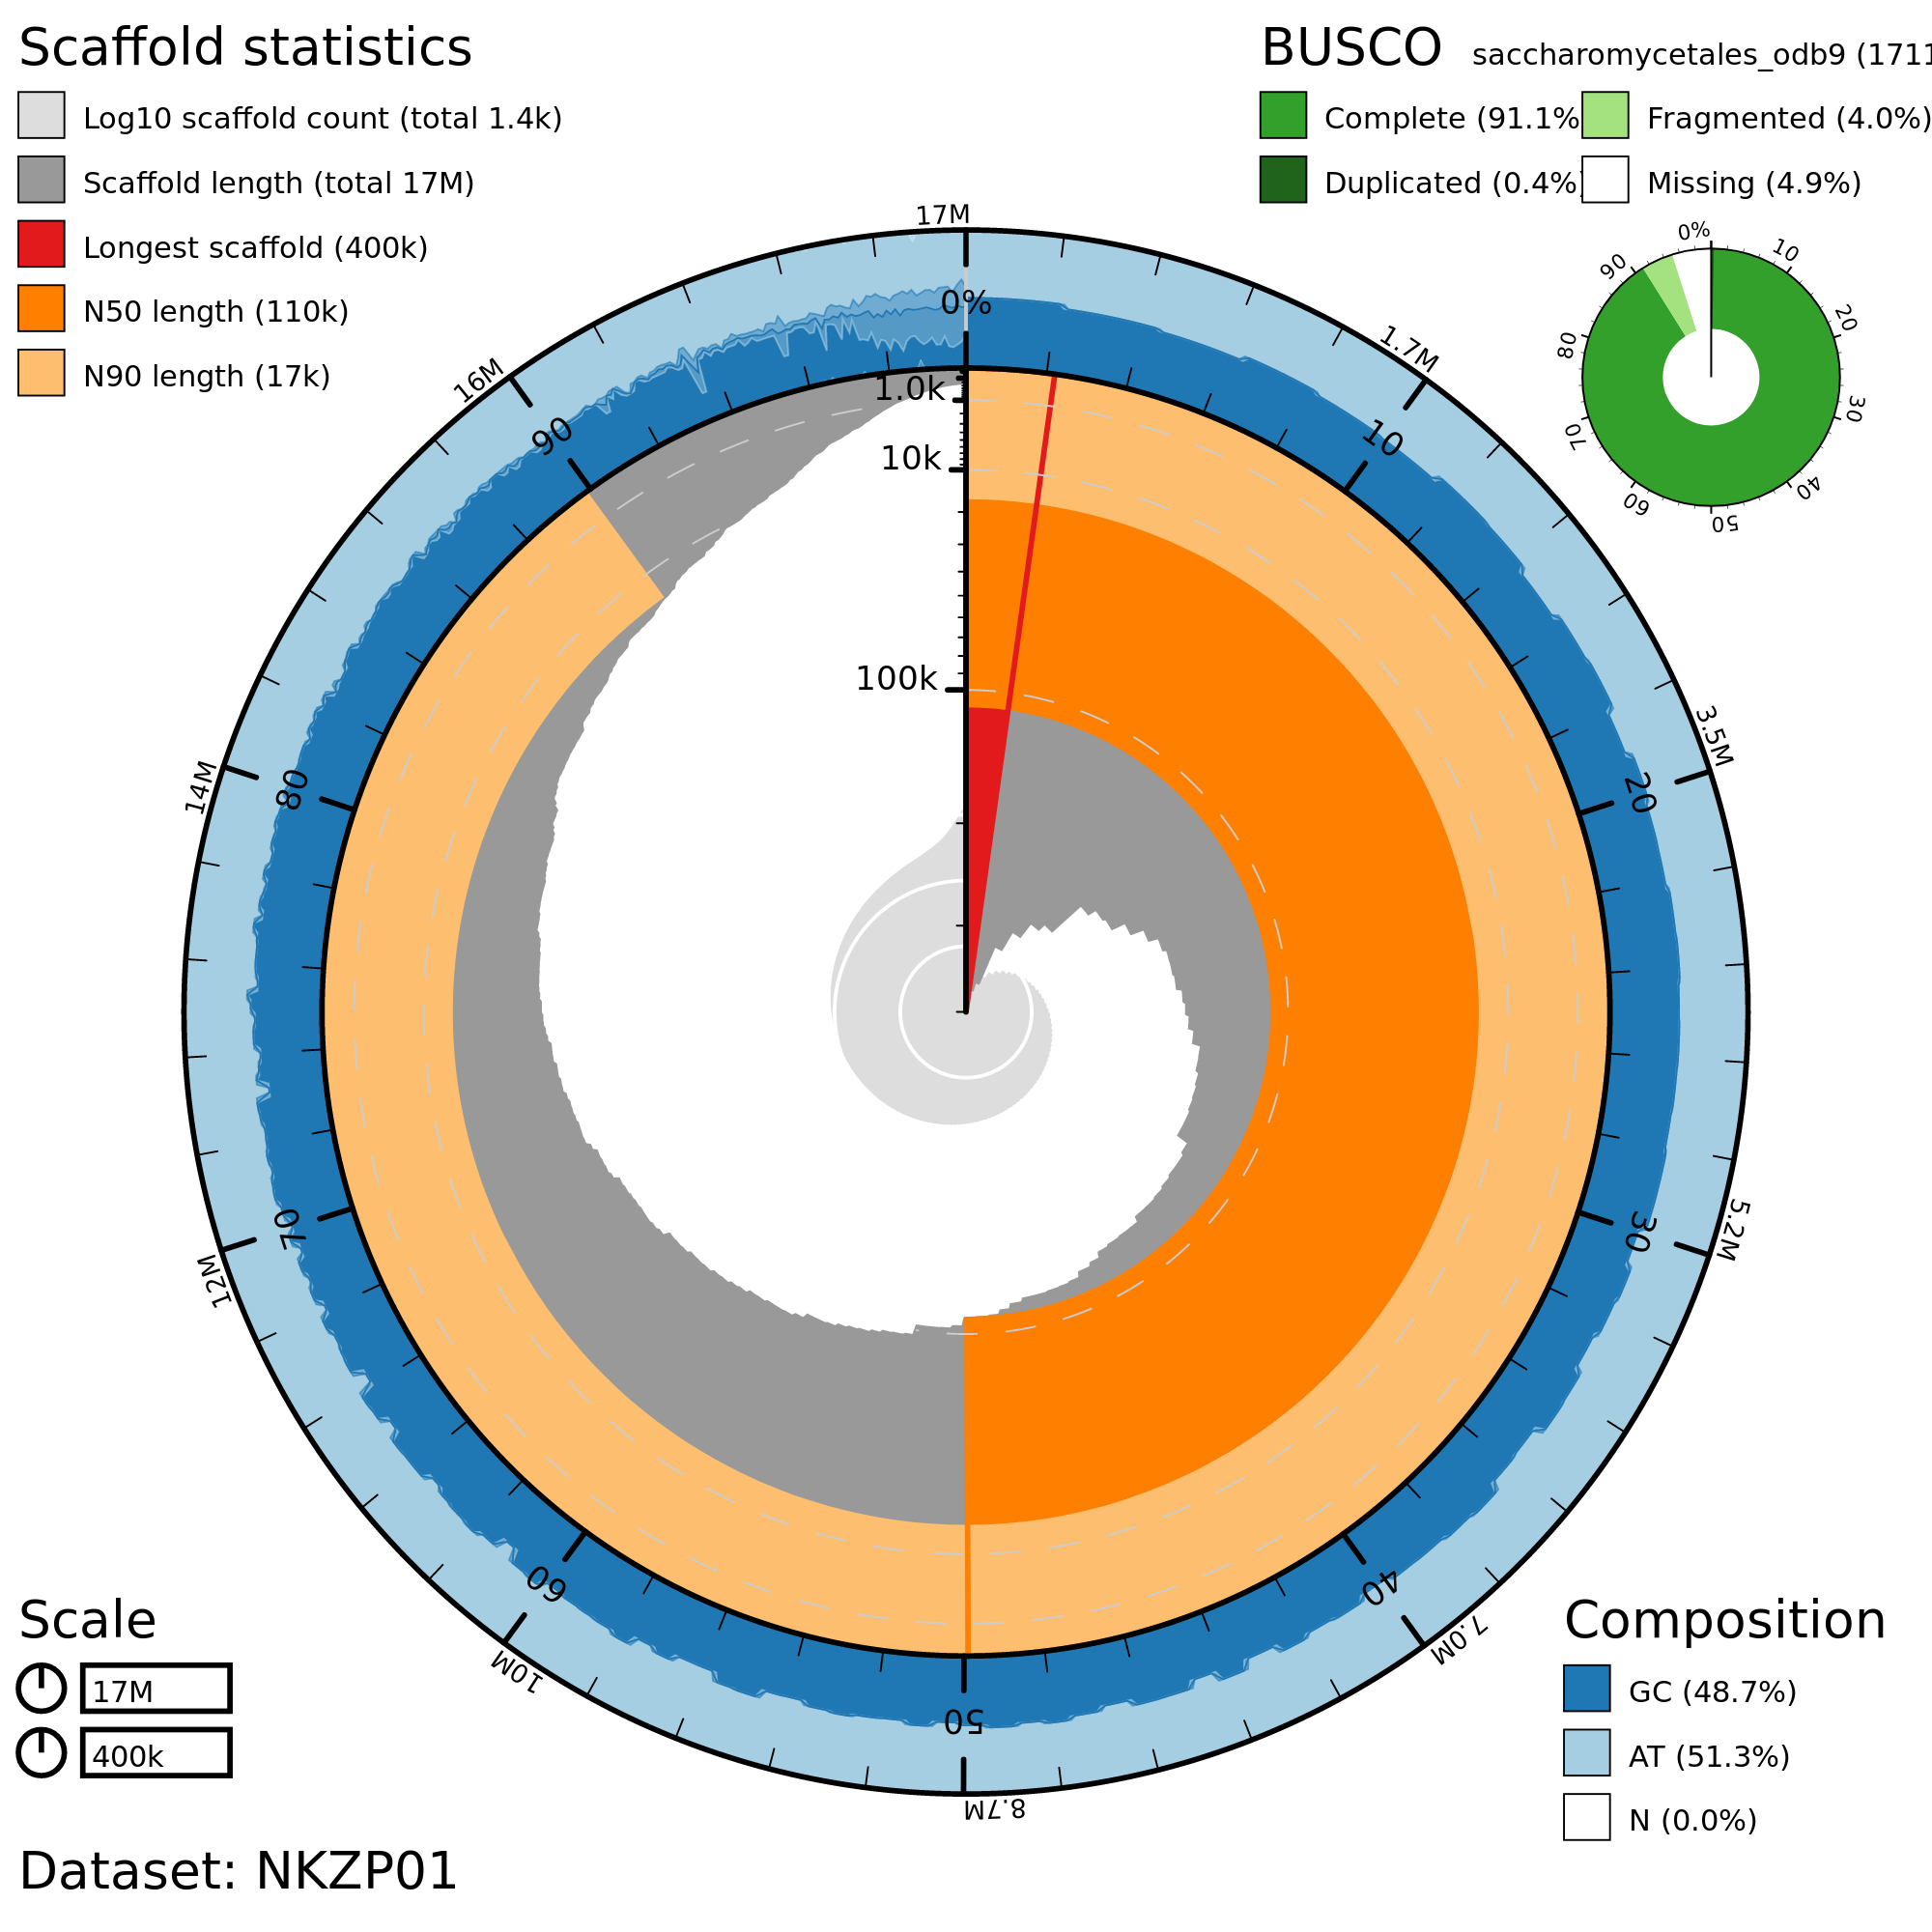 Scaffold statistics
Log10 scaffold count (total 1.4k)
Scaffold length (total 17M)
Longest scaffold (400k)
N50 length (110k)
N90 length (17k)
BUSCO saccharomycetales_odb9 (1711
Complete (91.1%
Fragmented (4.0%)
Duplicated (0.4%)
Missing (4.9%)
0%
10
20
30
40
50
60
70
80
90
17M
1.7M
3.5M
5.2M
7.0M
8.7M
10M
12M
14M
16M
0%
10
20
30
40
50
60
70
80
90
1.0k
10k
100k
Scale
17M
400k
Composition
GC (48.7%)
AT (51.3%)
N (0.0%)
Dataset: NKZP01